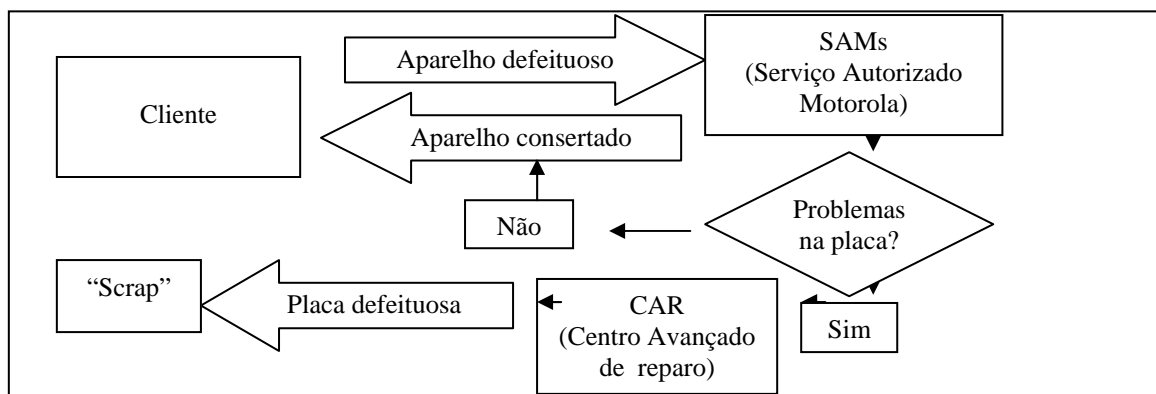 Cliente
Aparelho defeituoso
SAMs
(Serviço Autorizado
Motorola)
Aparelho consertado
Problemas
na placa?
Não
Sim
CAR
(Centro Avançado
de reparo)
Placa defeituosa
“Scrap”